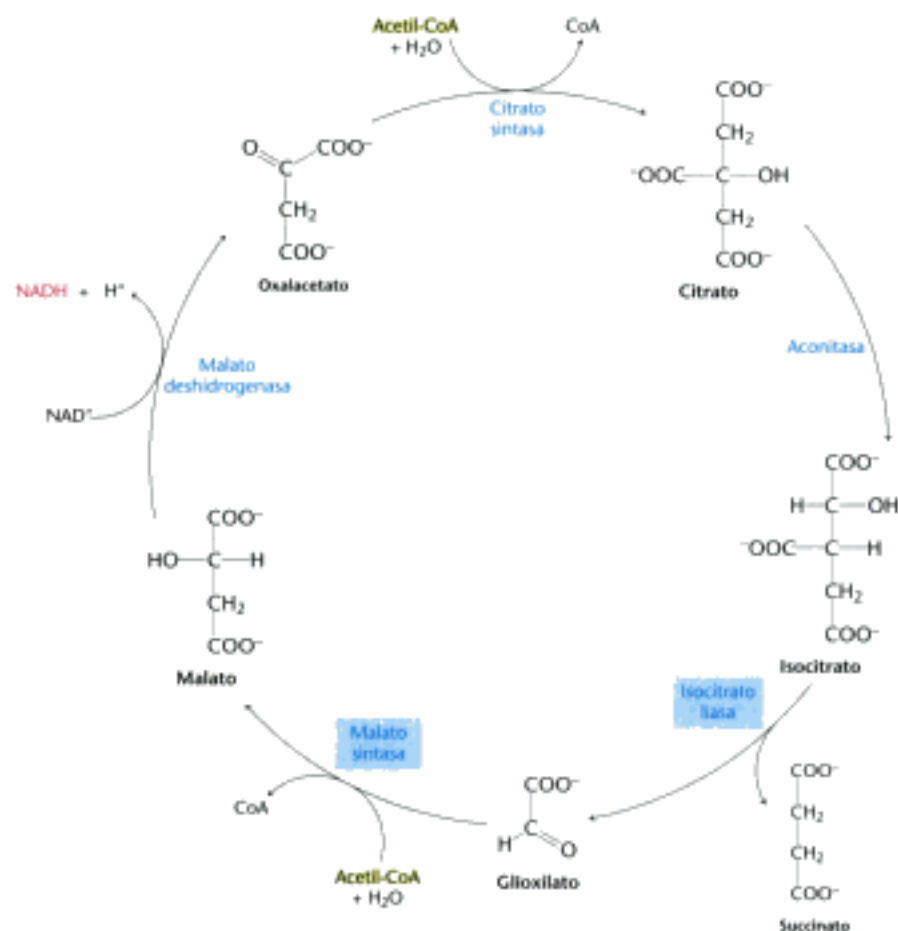 Acetil-CoA
+ H₂O
CoA
Citrato
sintasa
COO⁻
CH₂
⁻OOC—C—OH
CH₂
COO⁻
Citrato
O
COO⁻
C
CH₂
COO⁻
Oxalacetato
NADH + H⁺
Malato
deshidrogenasa
NAD⁺
Aconitasa
COO⁻
H—C—OH
⁻OOC—C—H
CH₂
COO⁻
Isocitrato
COO⁻
HO—C—H
CH₂
COO⁻
Malato
Isocitrato
liasa
Malato
sintasa
CoA
Acetil-CoA
+ H₂O
COO⁻
C
H
O
Glioxilato
COO⁻
CH₂
CH₂
COO⁻
Succinato